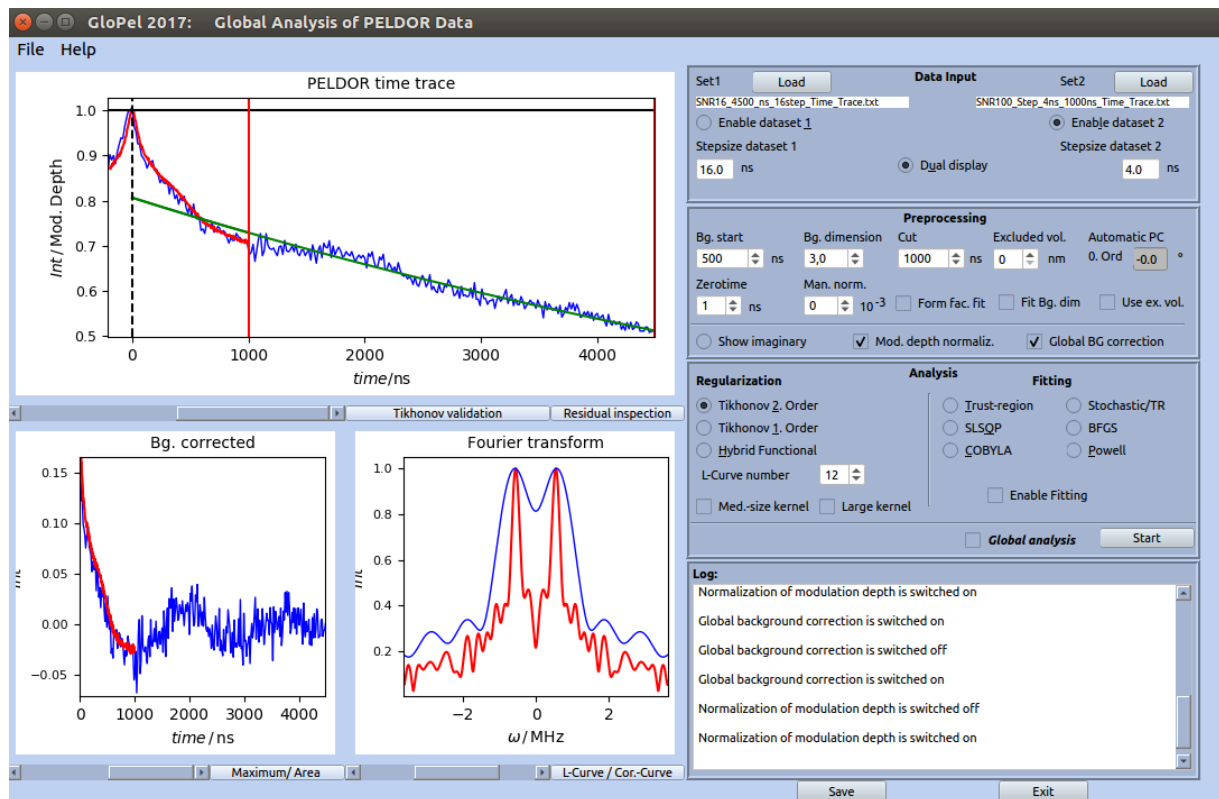 GloPel 2017: Global Analysis of PELDOR Data
File Help
PELDOR time trace
Int / Mod. Depth
1.0
0.9
0.8
0.7
0.6
0.5
0 1000 2000 3000 4000
time/ns
Tikhonov validation Residual inspection
Bg. corrected
0.15
0.10
0.05
0.00
−0.05
0 1000 2000 3000 4000
time / ns
Maximum/ Area
Fourier transform
Int
1.0
0.8
0.6
0.4
0.2
−2 0 2
ω / MHz
L-Curve / Cor.-Curve
Data Input
Set1 Load Set2 Load
SNR16_4500_ns_16step_Time_Trace.txt SNR100_Step_4ns_1000ns_Time_Trace.txt
Enable dataset 1 Enable dataset 2
Stepsize dataset 1 Stepsize dataset 2
16.0 ns Dual display 4.0 ns
Preprocessing
Bg. start Bg. dimension Cut Excluded vol. Automatic PC
500 ns 3,0 1000 ns 0 nm 0. Ord -0.0 °
Zerotime Man. norm.
1 ns 0 10-3 Form fac. fit Fit Bg. dim Use ex. vol.
Show imaginary Mod. depth normaliz. Global BG correction
Analysis
Regularization Fitting
Tikhonov 2. Order Trust-region Stochastic/TR
Tikhonov 1. Order SLSQP BFGS
Hybrid Functional COBYLA Powell
L-Curve number 12
Enable Fitting
Med.-size kernel Large kernel
Global analysis Start
Log:
Normalization of modulation depth is switched on
Global background correction is switched on
Global background correction is switched off
Global background correction is switched on
Normalization of modulation depth is switched off
Normalization of modulation depth is switched on
Save Exit